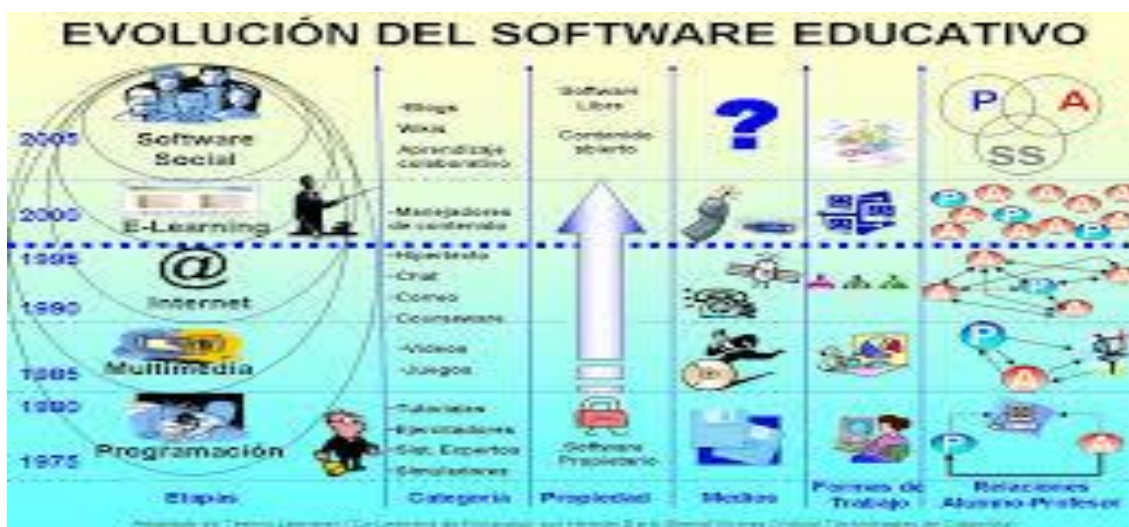 EVOLUCIÓN DEL SOFTWARE EDUCATIVO
2005
Software
Social
-Blogs
Wikis
Aprendizaje
colaborativo
Software
Libre
Contenido
abierto
?
P
A
SS
2000
E-Learning
-Manejadores
de contenido
P
A
1995
@
Internet
1990
-Hipertexto
-Chat
-Correo
-Courseware
Multimedia
1985
-Videos
-Juegos
P
A
1980
Programación
1975
-Tutoriales
-Ejercitadores
-Sist. Expertos
-Simuladores
Software
Propietario
P
A
Etapas
Categoría
Propiedad
Medios
Formas de
Trabajo
Relaciones
Alumno-Profesor